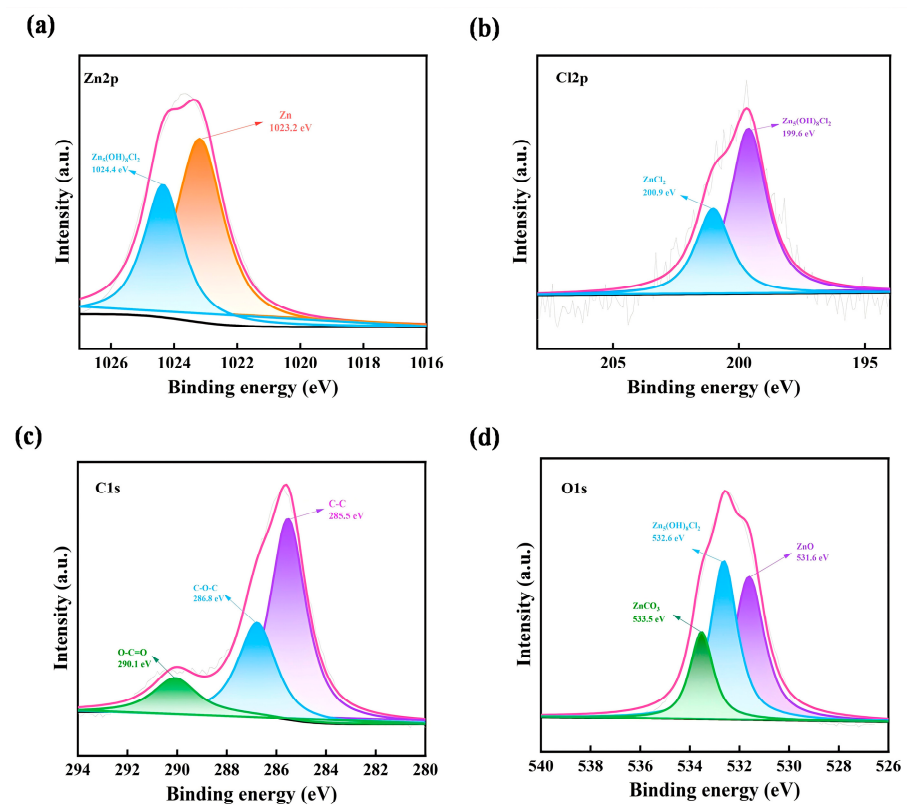 (a)
Zn2p
Zn
1023.2 eV
Zn₅(OH)₈Cl₂
1024.4 eV
Intensity (a.u.)
1026 1024 1022 1020 1018 1016
Binding energy (eV)
(b)
Cl2p
Zn₅(OH)₈Cl₂
199.6 eV
ZnCl₂
200.9 eV
Intensity (a.u.)
205 200 195
Binding energy (eV)
(c)
C1s
C-C
285.5 eV
C-O-C
286.8 eV
O-C=O
290.1 eV
Intensity (a.u.)
294 292 290 288 286 284 282 280
Binding energy (eV)
(d)
O1s
Zn₅(OH)₈Cl₂
532.6 eV
ZnO
531.6 eV
ZnCO₃
533.5 eV
Intensity (a.u.)
540 538 536 534 532 530 528 526
Binding energy (eV)